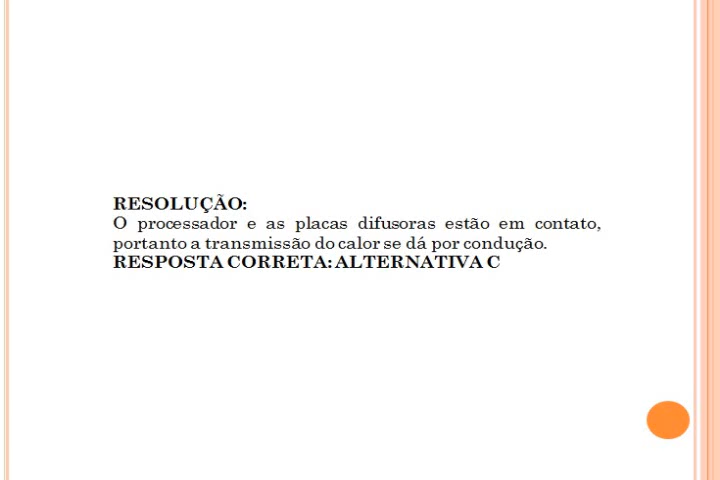 RESOLUÇÃO:
O processador e as placas difusoras estão em contato,
portanto a transmissão do calor se dá por condução.
RESPOSTA CORRETA: ALTERNATIVA C